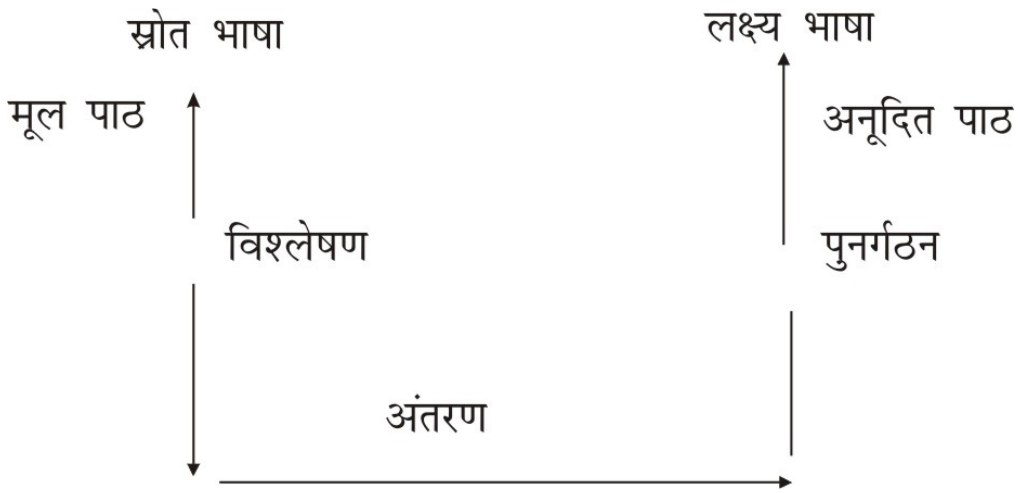 स्रोत भाषा
लक्ष्य भाषा
मूल पाठ
अनूदित पाठ
विश्लेषण
पुनर्गठन
अंतरण